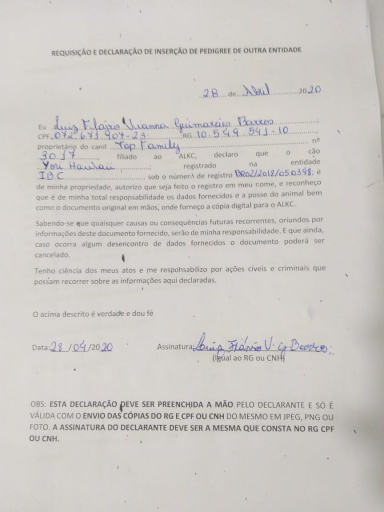 REQUISIÇÃO E DECLARAÇÃO DE INSERÇÃO DE PEDIGREE DE OUTRA ENTIDADE
28 de Abril 2020
Eu Luiz Flávio Vianna Guimarães Barros
CPF 072.671.907-23 RG 10.549.541-10
proprietário do canil Top Family nº
3017 filiado ao ALKC, declaro que o cão
Yori registrado na entidade
IBC sob o número de registro e
de minha propriedade, autorizo que seja feito o registro em meu nome, e reconheço
que é de minha total responsabilidade os dados fornecidos e a posse do animal bem
como o documento original em mãos, onde forneço a cópia digital para o ALKC.
Sabendo-se que quaisquer causas ou consequências futuras recorrentes, oriundos por
informações deste documento fornecido, serão de minha responsabilidade. E que ainda,
caso ocorra algum desencontro de dados fornecidos o documento poderá ser
cancelado.
Tenho ciência dos meus atos e me responsabilizo por ações cíveis e criminais que
possam recorrer sobre as informações aqui declaradas.
O acima descrito é verdade e dou fé
Data: 28/04/2020 Assinatura: Luiz Flávio V. G Barros
(Igual ao RG ou CNH)
OBS: ESTA DECLARAÇÃO DEVE SER PREENCHIDA A MÃO PELO DECLARANTE E SÓ É
VÁLIDA COM O ENVIO DAS CÓPIAS DO RG E CPF OU CNH DO MESMO EM JPEG, PNG OU
FOTO. A ASSINATURA DO DECLARANTE DEVE SER A MESMA QUE CONSTA NO RG CPF
OU CNH.